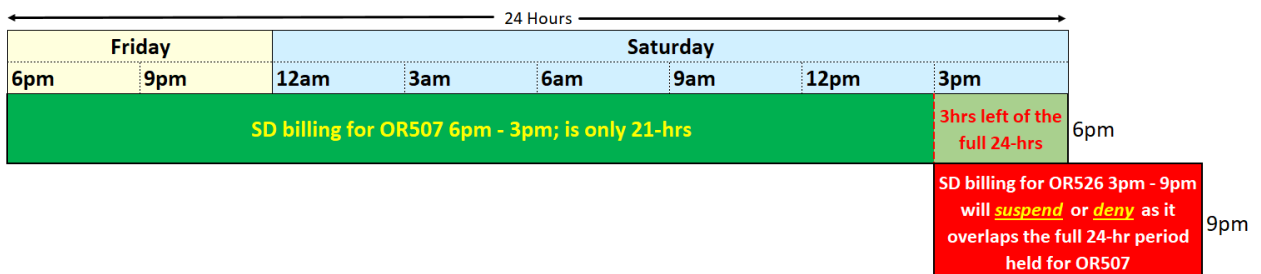 24 Hours
Friday Saturday
6pm 9pm 12am 3am 6am 9am 12pm 3pm
SD billing for OR507 6pm - 3pm; is only 21-hrs
3hrs left of the
full 24-hrs
6pm
SD billing for OR526 3pm - 9pm
will suspend or deny as it
overlaps the full 24-hr period
held for OR507
9pm